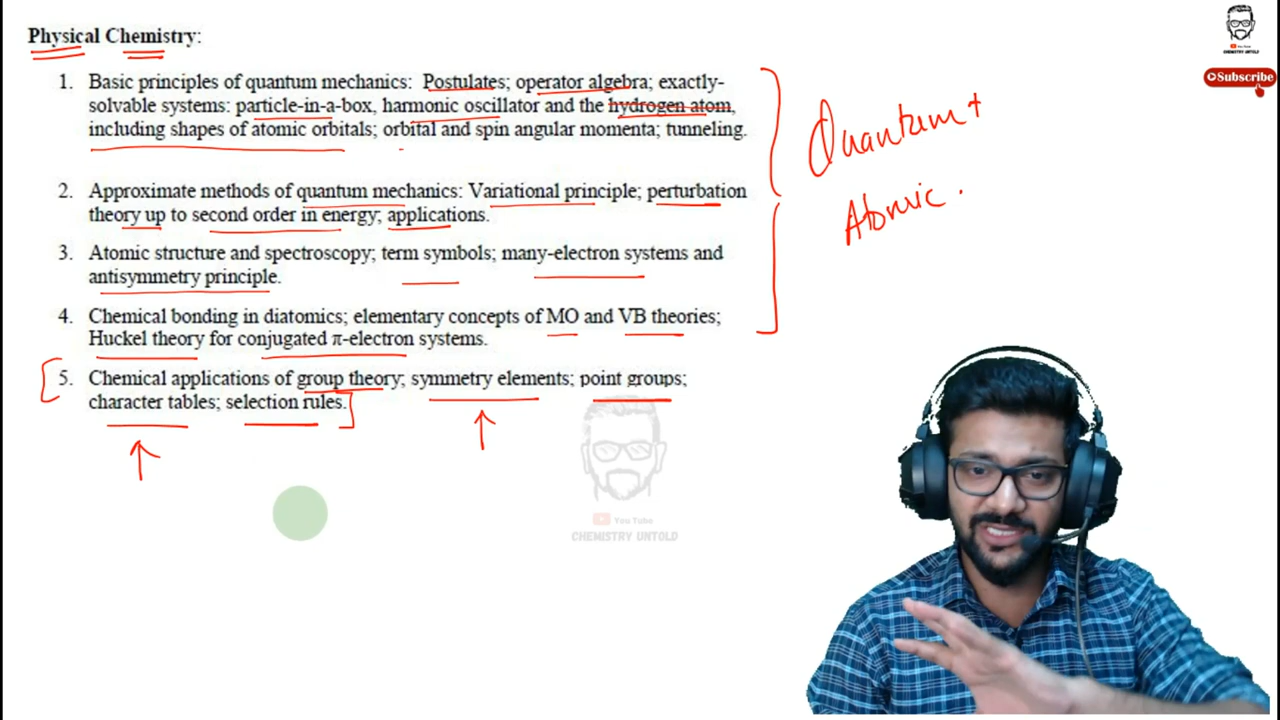 Physical Chemistry:
1. Basic principles of quantum mechanics: Postulates; operator algebra; exactly-
solvable systems: particle-in-a-box, harmonic oscillator and the hydrogen atom,
including shapes of atomic orbitals; orbital and spin angular momenta; tunneling.
2. Approximate methods of quantum mechanics: Variational principle; perturbation
theory up to second order in energy; applications.
3. Atomic structure and spectroscopy; term symbols; many-electron systems and
antisymmetry principle.
4. Chemical bonding in diatomics; elementary concepts of MO and VB theories;
Huckel theory for conjugated π-electron systems.
5. Chemical applications of group theory; symmetry elements; point groups;
character tables; selection rules.
Quantum +
Atomic.
YouTube
CHEMISTRY UNTOLD
Subscribe
You Tube
CHEMISTRY UNTOLD